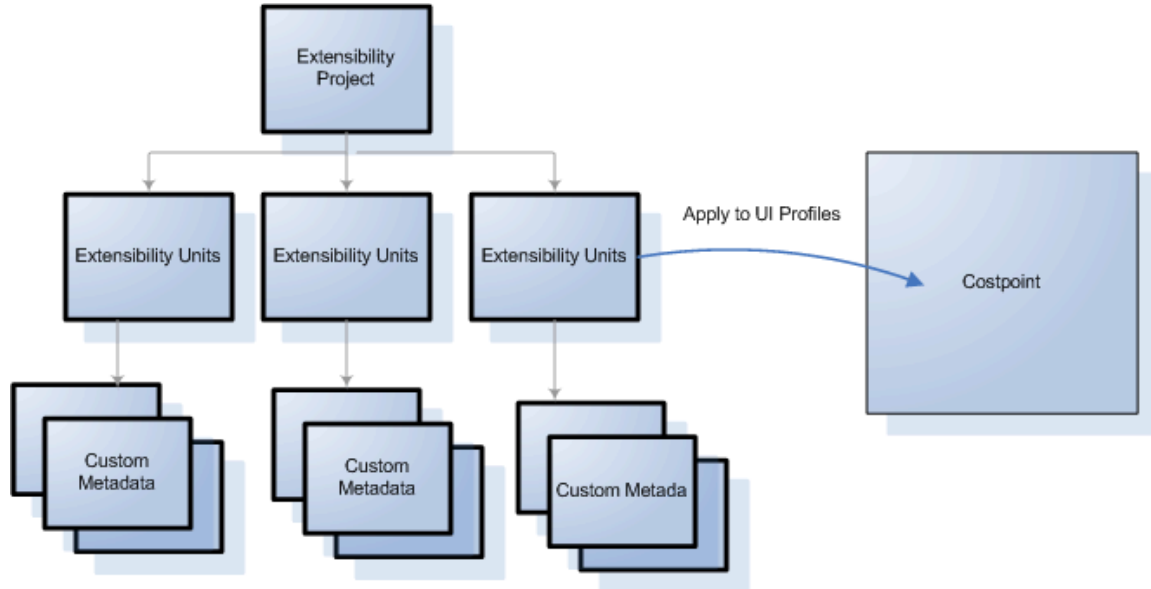 Extensibility
Project
Extensibility Units
Extensibility Units
Extensibility Units
Apply to UI Profiles
Costpoint
Custom
Metadata
Custom
Metadata
Custom Metada